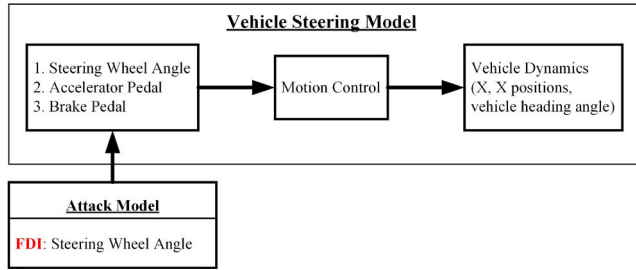 Vehicle Steering Model
1. Steering Wheel Angle
2. Accelerator Pedal
3. Brake Pedal
Motion Control
Vehicle Dynamics
(X, X positions,
vehicle heading angle)
Attack Model
FDI: Steering Wheel Angle